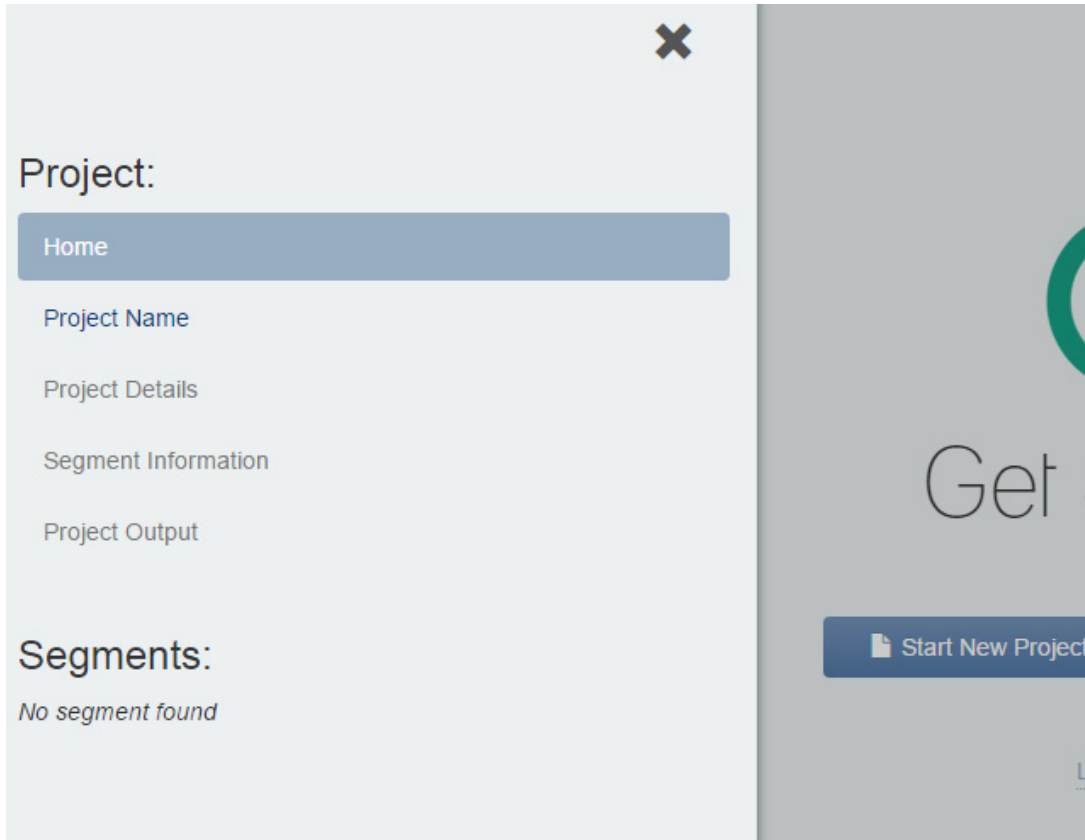 Project:
Home
Project Name
Project Details
Segment Information
Project Output
Segments:
No segment found
Get
Start New Project
L